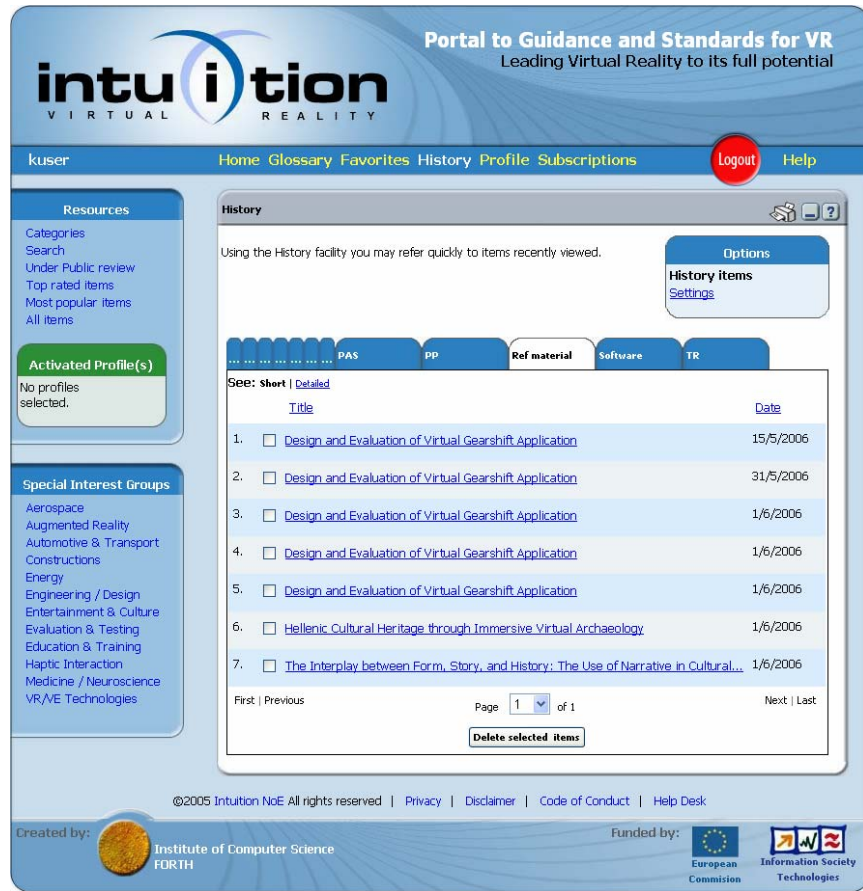 Portal to Guidance and Standards for VR
Leading Virtual Reality to its full potential
intuition
VIRTUAL REALITY
kuser
Home Glossary Favorites History Profile Subscriptions
Logout
Help
Resources
Categories
Search
Under Public review
Top rated items
Most popular items
All items
Activated Profile(s)
No profiles
selected.
Special Interest Groups
Aerospace
Augmented Reality
Automotive & Transport
Constructions
Energy
Engineering / Design
Entertainment & Culture
Evaluation & Testing
Education & Training
Haptic Interaction
Medicine / Neuroscience
VR/VE Technologies
History
?
Using the History facility you may refer quickly to items recently viewed.
Options
History items
Settings
... ... ... ... ... ... ... PAS PP Ref material Software TR
See: Short | Detailed
Title Date
1. Design and Evaluation of Virtual Gearshift Application 15/5/2006
2. Design and Evaluation of Virtual Gearshift Application 31/5/2006
3. Design and Evaluation of Virtual Gearshift Application 1/6/2006
4. Design and Evaluation of Virtual Gearshift Application 1/6/2006
5. Design and Evaluation of Virtual Gearshift Application 1/6/2006
6. Hellenic Cultural Heritage through Immersive Virtual Archaeology 1/6/2006
7. The Interplay between Form, Story, and History: The Use of Narrative in Cultural... 1/6/2006
First | Previous Page 1 of 1 Next | Last
Delete selected items
©2005 Intuition NoE All rights reserved | Privacy | Disclaimer | Code of Conduct | Help Desk
Created by:
Institute of Computer Science
FORTH
Funded by:
European
Commision
Information Society
Technologies